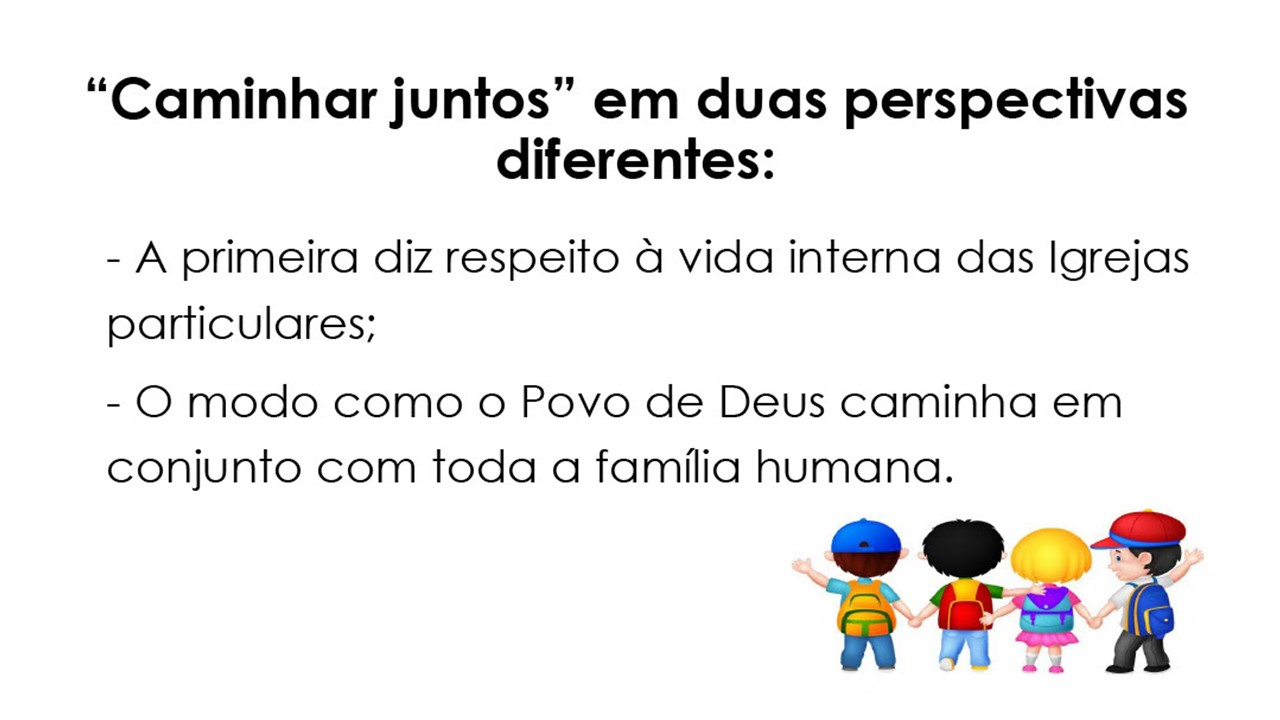 “Caminhar juntos” em duas perspectivas
diferentes:
- A primeira diz respeito à vida interna das Igrejas
particulares;
- O modo como o Povo de Deus caminha em
conjunto com toda a família humana.